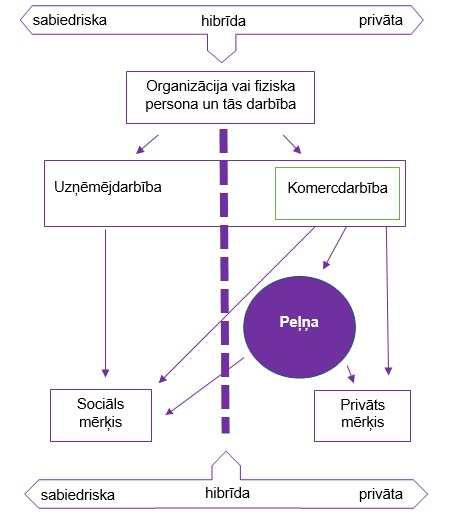 sabiedriska hibrīda privāta
Organizācija vai fiziska
persona un tās darbība
Uzņēmējdarbība Komercdarbība
Peļņa
Sociāls
mērķis
Privāts
mērķis
sabiedriska hibrīda privāta